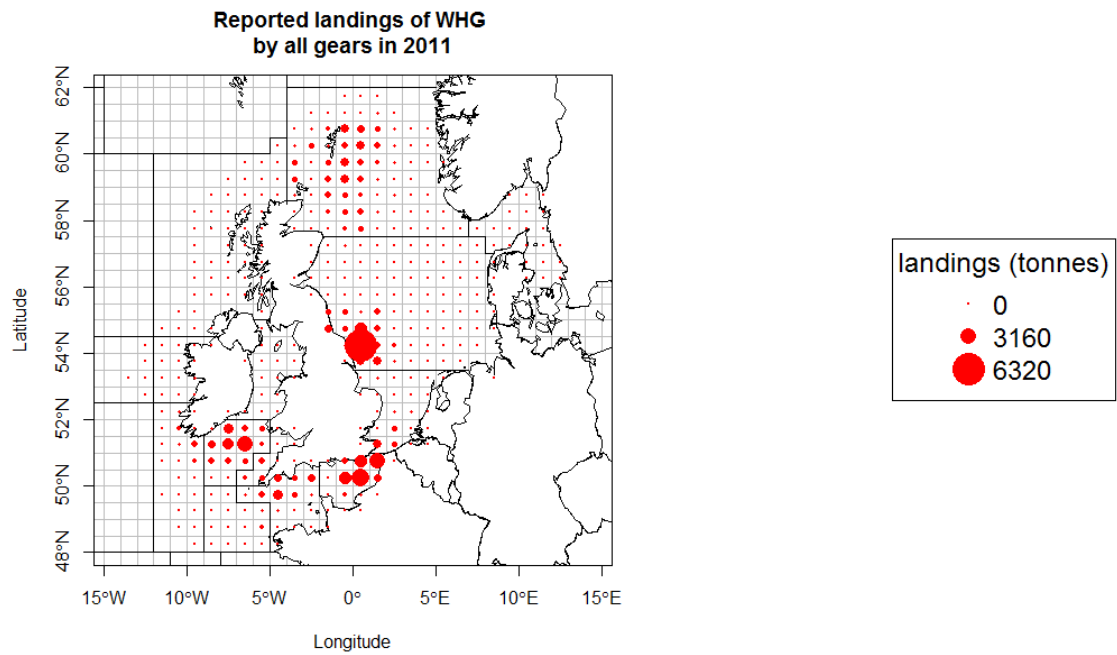 Reported landings of WHG
by all gears in 2011
62°N
60°N
58°N
56°N
54°N
52°N
50°N
48°N
Latitude
15°W
10°W
5°W
0°
5°E
10°E
15°E
Longitude
landings (tonnes)
0
3160
6320